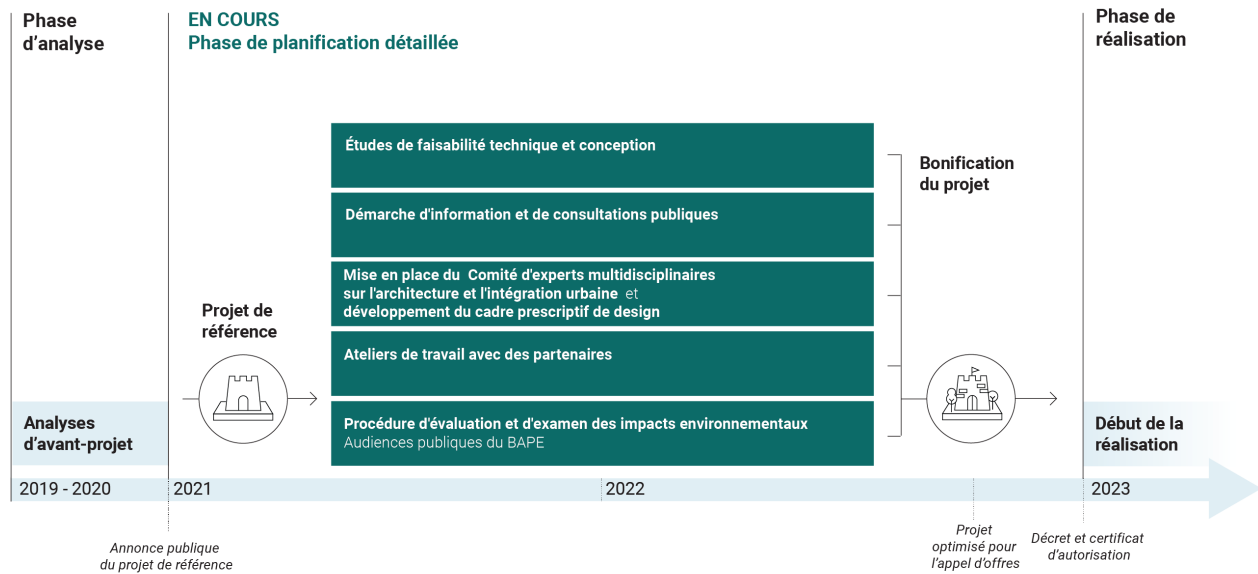 Phase
d’analyse
EN COURS
Phase de planification détaillée
Phase de
réalisation
Études de faisabilité technique et conception
Démarche d'information et de consultations publiques
Mise en place du  Comité d'experts multidisciplinaires
sur l'architecture et l'intégration urbaine  et
développement du cadre prescriptif de design
Ateliers de travail avec des partenaires
Procédure d'évaluation et d'examen des impacts environnementaux
Audiences publiques du BAPE
Bonification
du projet
Projet de
référence
Analyses
d’avant-projet
Début de la
réalisation
2019 - 2020
2021
2022
2023
Annonce publique
du projet de référence
Projet
optimisé pour
l’appel d’offres
Décret et certificat
d’autorisation